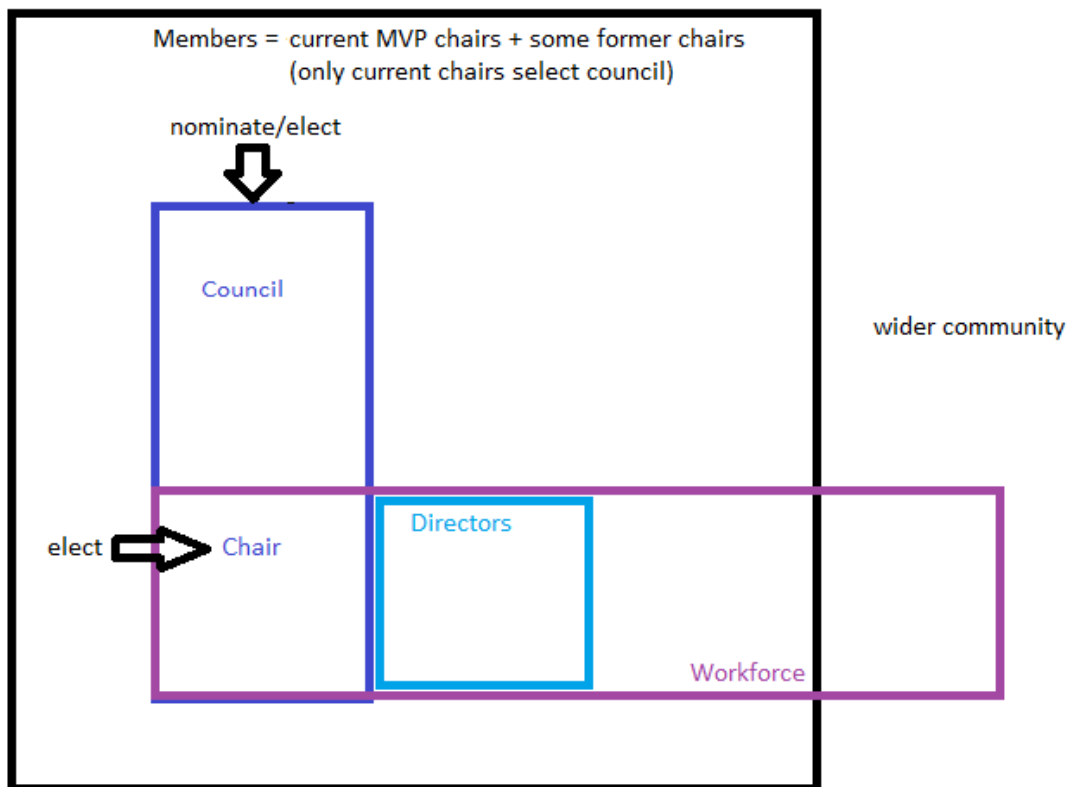 Members = current MVP chairs + some former chairs
(only current chairs select council)
nominate/elect
Council
wider community
Directors
elect
Chair
Workforce